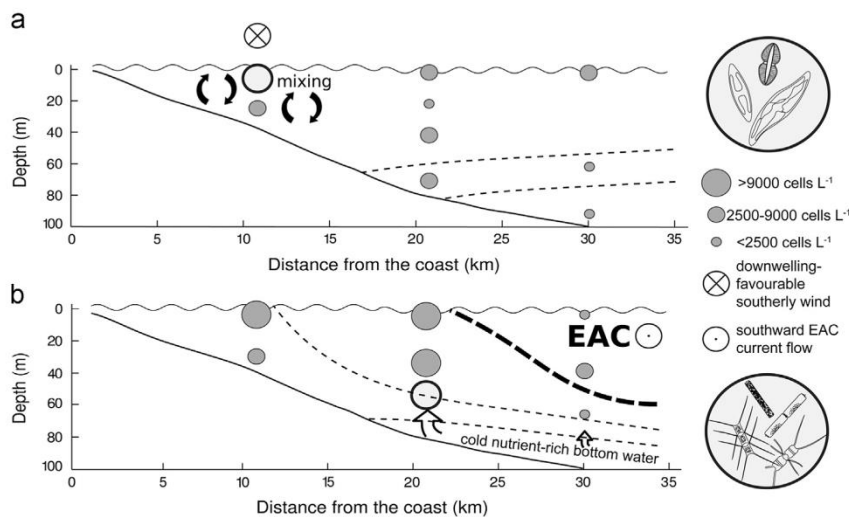 a
mixing
0
20
40
60
80
100
Depth (m)
0
5
10
15
20
25
30
35
Distance from the coast (km)
>9000 cells L⁻¹
2500-9000 cells L⁻¹
<2500 cells L⁻¹
downwelling-
favourable
southerly wind
southward EAC
current flow
b
EAC
cold nutrient-rich bottom water
0
20
40
60
80
100
Depth (m)
0
5
10
15
20
25
30
35
Distance from the coast (km)